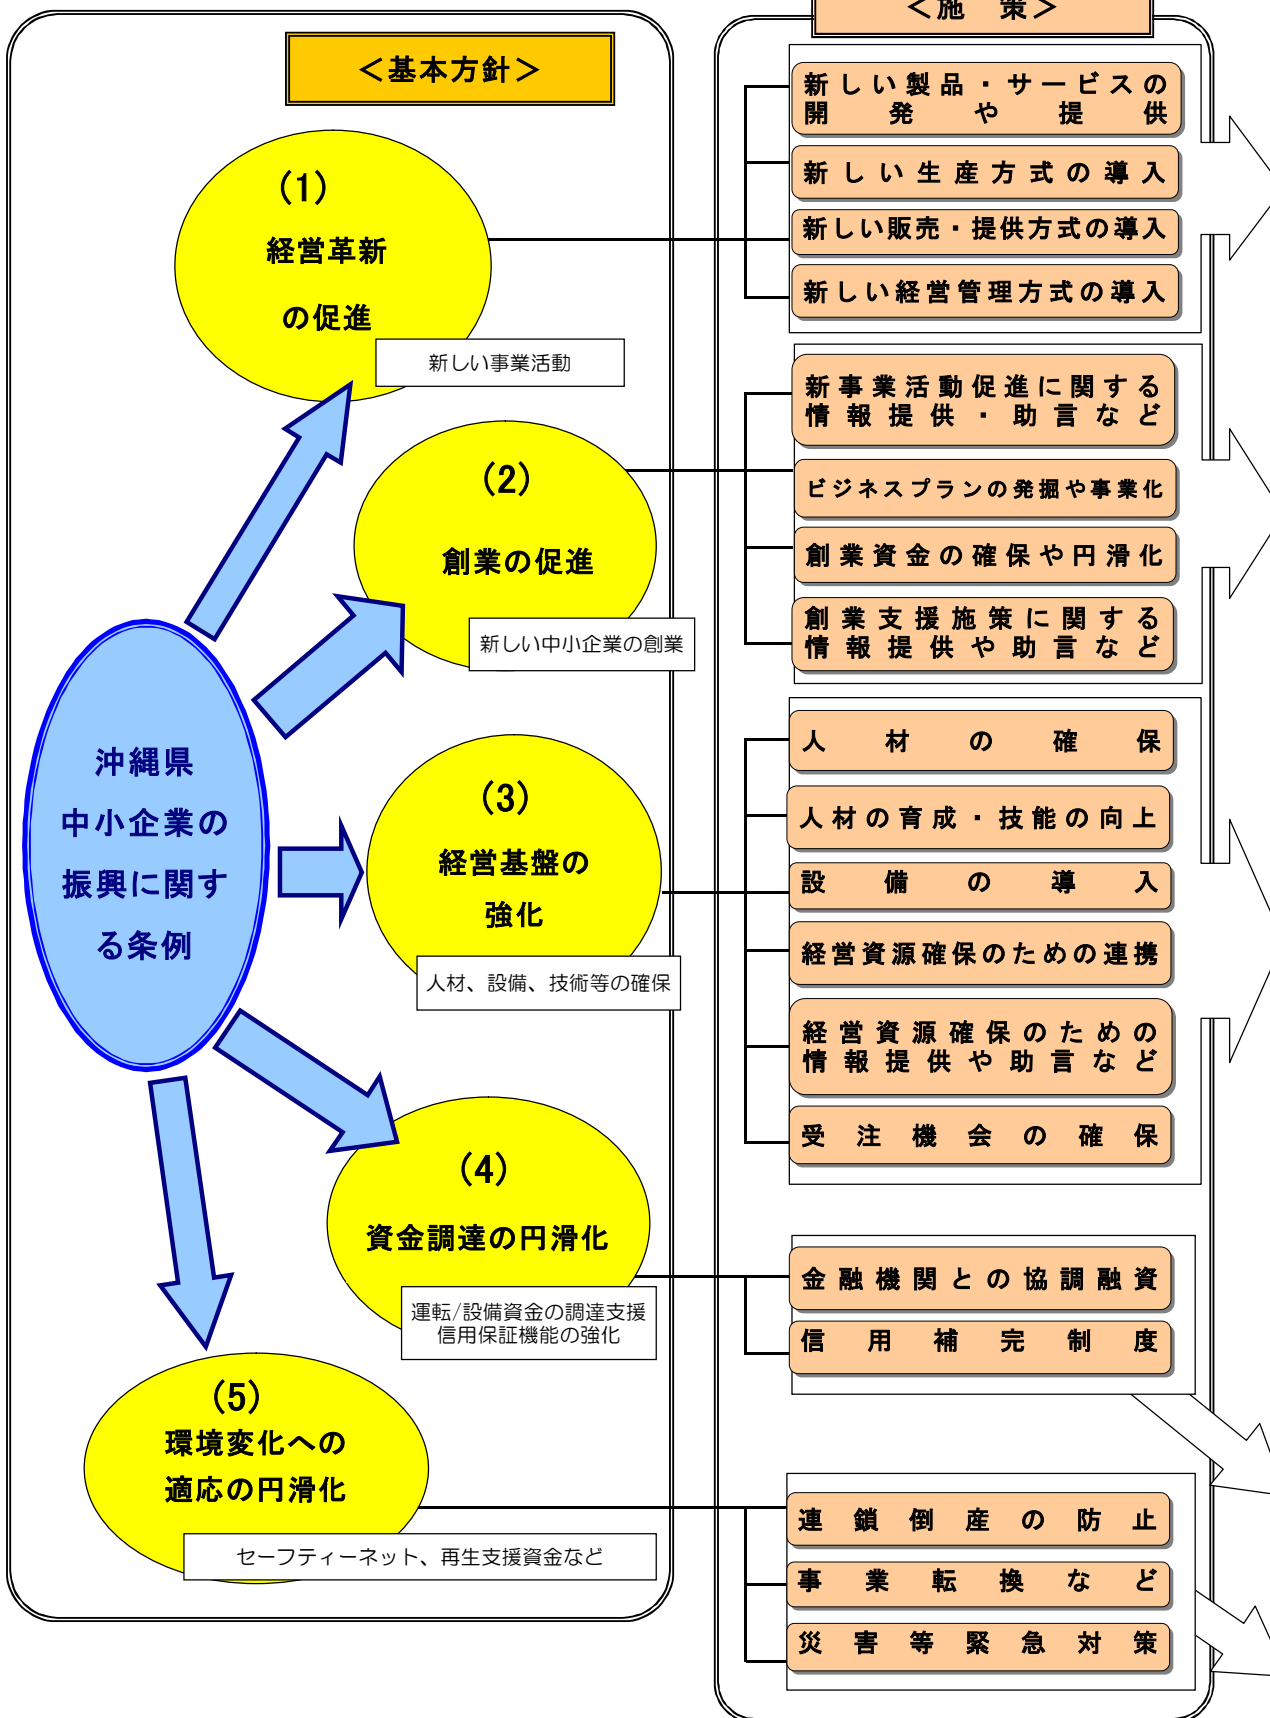 ＜基本方針＞
(1)
経営革新
の促進
新しい事業活動
(2)
創業の促進
新しい中小企業の創業
沖縄県
中小企業の
振興に関す
る条例
(3)
経営基盤の
強化
人材、設備、技術等の確保
(4)
資金調達の円滑化
運転/設備資金の調達支援
信用保証機能の強化
(5)
環境変化への
適応の円滑化
セーフティーネット、再生支援資金など
＜施　策＞
新しい製品・サービスの
開発や提供
新しい生産方式の導入
新しい販売・提供方式の導入
新しい経営管理方式の導入
新事業活動促進に関する
情報提供・助言など
ビジネスプランの発掘や事業化
創業資金の確保や円滑化
創業支援施策に関する
情報提供や助言など
人材の確保
人材の育成・技能の向上
設備の導入
経営資源確保のための連携
経営資源確保のための
情報提供や助言など
受注機会の確保
金融機関との協調融資
信用補完制度
連鎖倒産の防止
事業転換など
災害等緊急対策